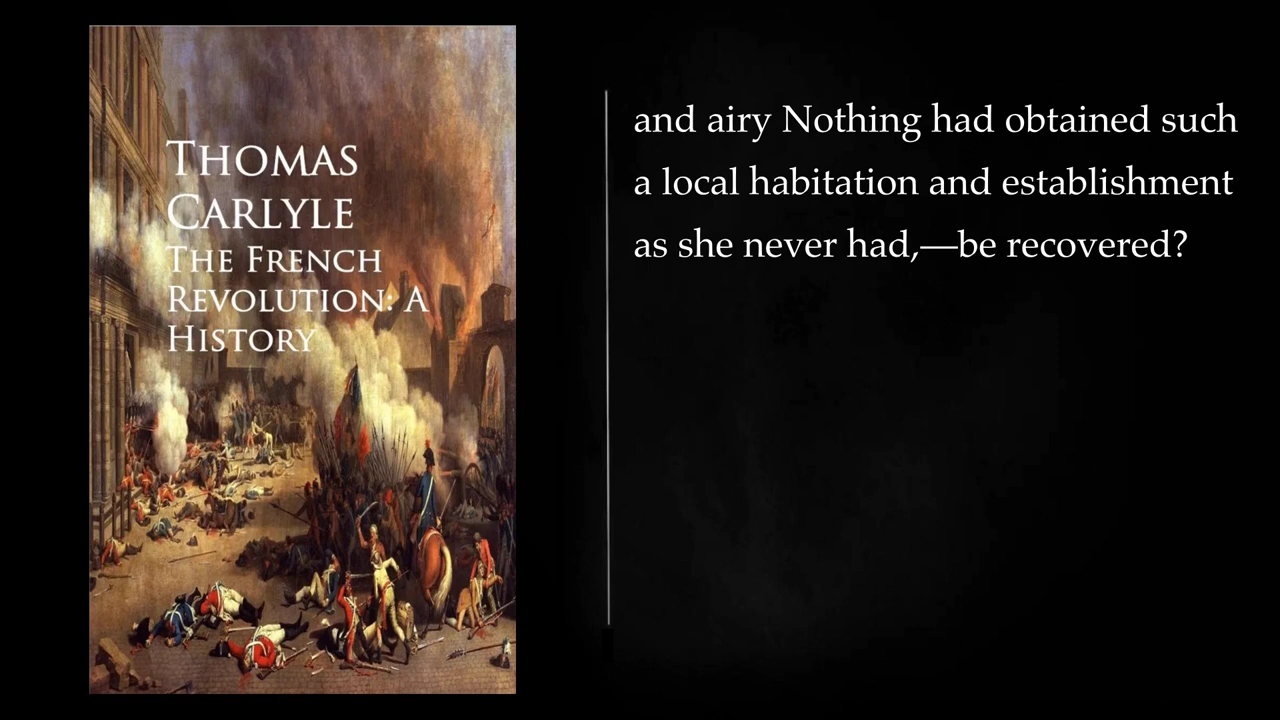 THOMAS
CARLYLE
THE FRENCH
REVOLUTION: A
HISTORY
and airy Nothing had obtained such
a local habitation and establishment
as she never had,—be recovered?